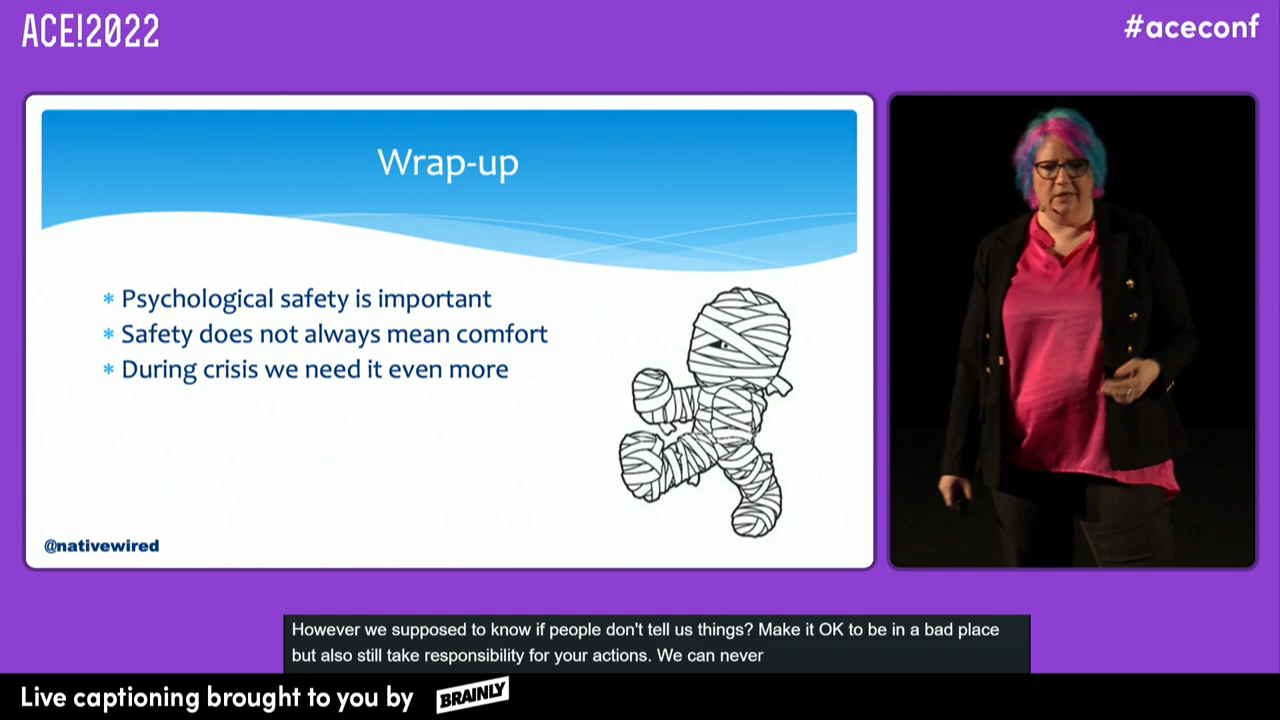 ACE!2022
#aceconf
Wrap-up
* Psychological safety is important
* Safety does not always mean comfort
* During crisis we need it even more
@nativewired
However we supposed to know if people don't tell us things? Make it OK to be in a bad place
but also still take responsibility for your actions. We can never
Live captioning brought to you by BRAINLY